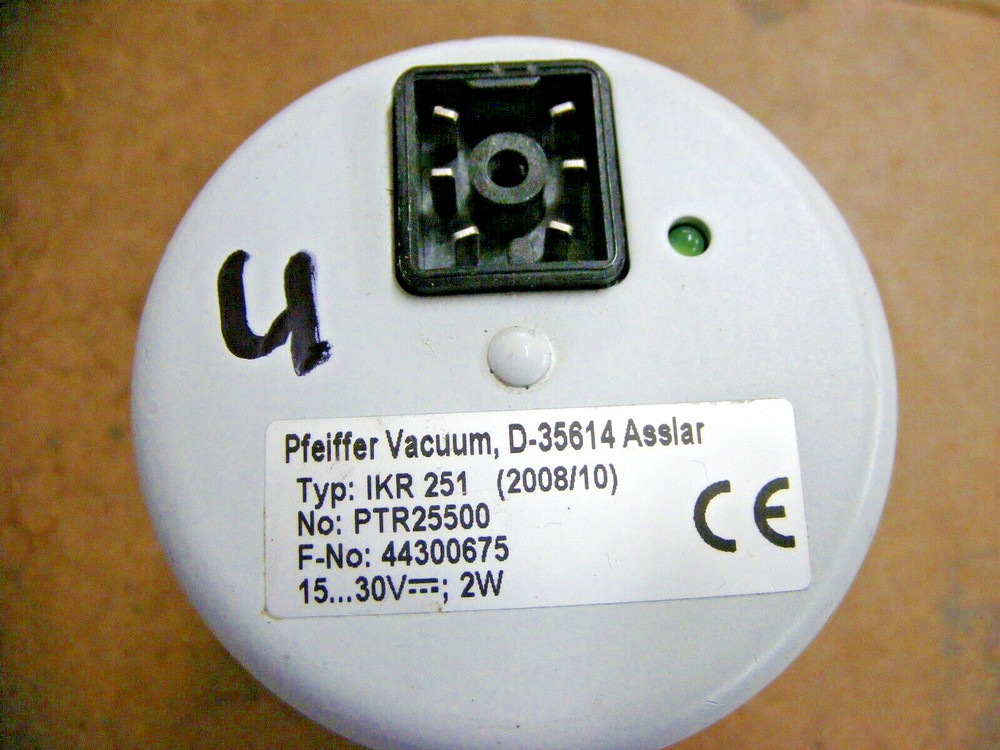 4
Pfeiffer Vacuum, D-35614 Asslar
Typ: IKR 251 (2008/10)
No: PTR25500
F-No: 44300675
15...30V⎓; 2W
CE